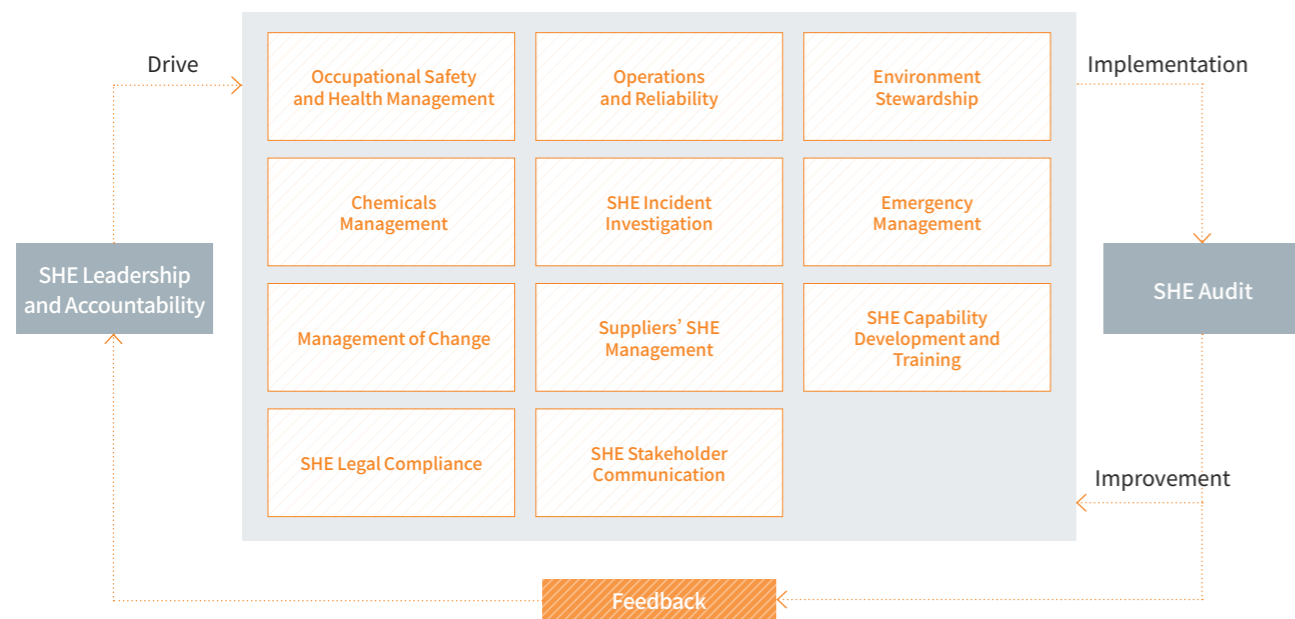 Drive
Implementation
Occupational Safety
and Health Management
Operations
and Reliability
Environment
Stewardship
Chemicals
Management
SHE Incident
Investigation
Emergency
Management
SHE Leadership
and Accountability
SHE Audit
Management of Change
Suppliers’ SHE
Management
SHE Capability
Development and
Training
SHE Legal Compliance
SHE Stakeholder
Communication
Improvement
Feedback